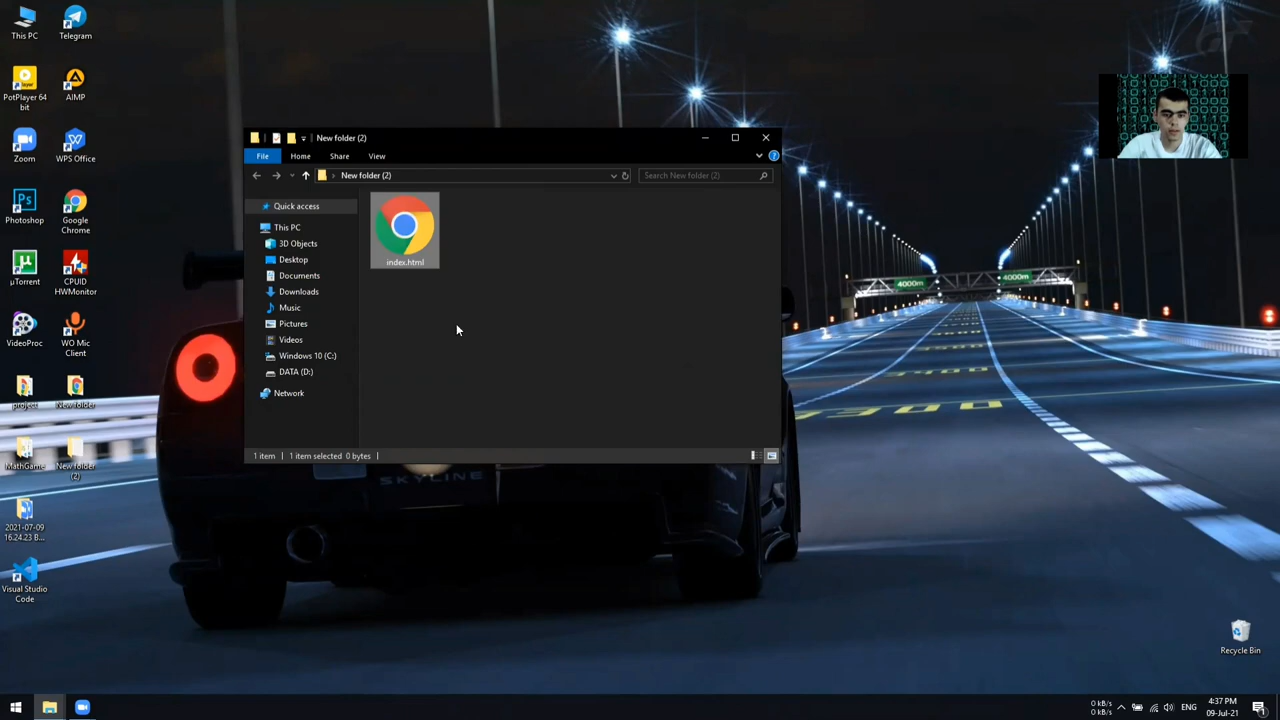 This PC
Telegram
PotPlayer 64
bit
AIMP
Zoom
WPS Office
Photoshop
Google
Chrome
µTorrent
CPUID
HWMonitor
VideoProc
WO Mic
Client
project
New folder
MathGame
New folder
(2)
2021-07-09
16.24.23 B...
Visual Studio
Code
New folder (2)
File
Home
Share
View
New folder (2)
Search New folder (2)
Quick access
This PC
3D Objects
Desktop
Documents
Downloads
Music
Pictures
Videos
Windows 10 (C:)
DATA (D:)
Network
index.html
1 item
1 item selected 0 bytes
SKYLINE
4000m
4000m
Recycle Bin
0 kB/s
0 kB/s
ENG
4:37 PM
09-Jul-21
1